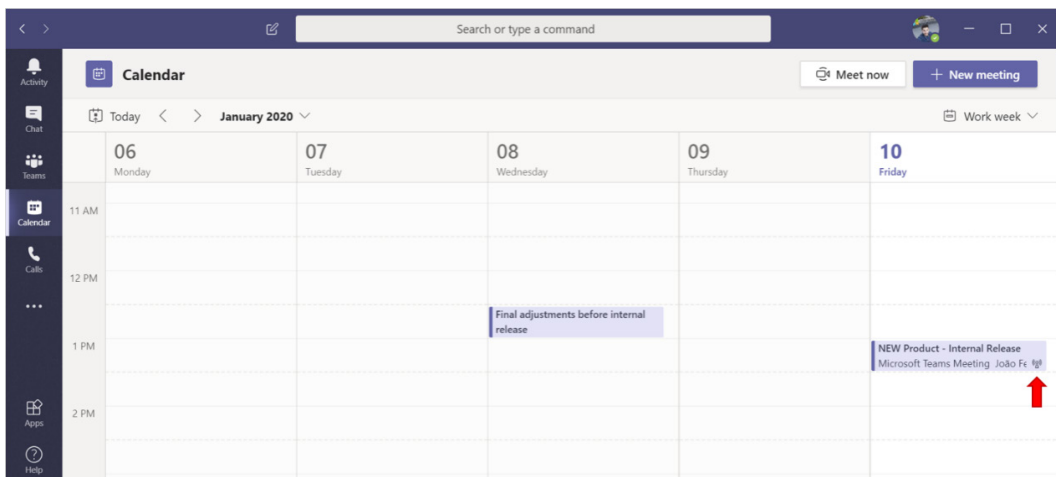 Search or type a command
Activity
Chat
Teams
Calendar
Calls
Apps
Help
Calendar
Meet now
New meeting
Today
January 2020
Work week
06
Monday
07
Tuesday
08
Wednesday
09
Thursday
10
Friday
11 AM
12 PM
1 PM
2 PM
Final adjustments before internal
release
NEW Product - Internal Release
Microsoft Teams Meeting João